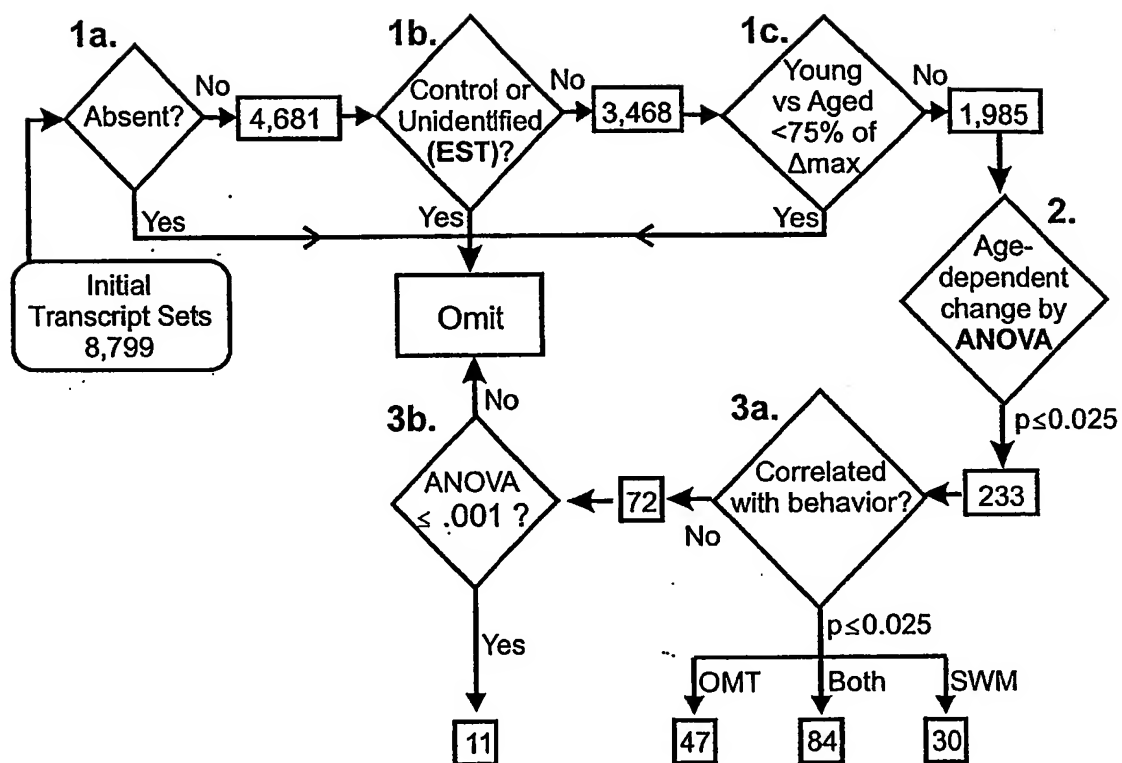 1a.
Absent?
No
4,681
1b.
Control or
Unidentified
(EST)?
No
3,468
1c.
Young
vs Aged
<75% of
Δmax
No
1,985
Yes
Yes
Yes
Initial
Transcript Sets
8,799
Omit
2.
Age-
dependent
change by
ANOVA
p≤0.025
233
3a.
Correlated
with behavior?
No
72
3b.
ANOVA
≤ .001 ?
No
Yes
11
p≤0.025
OMT
Both
SWM
47
84
30